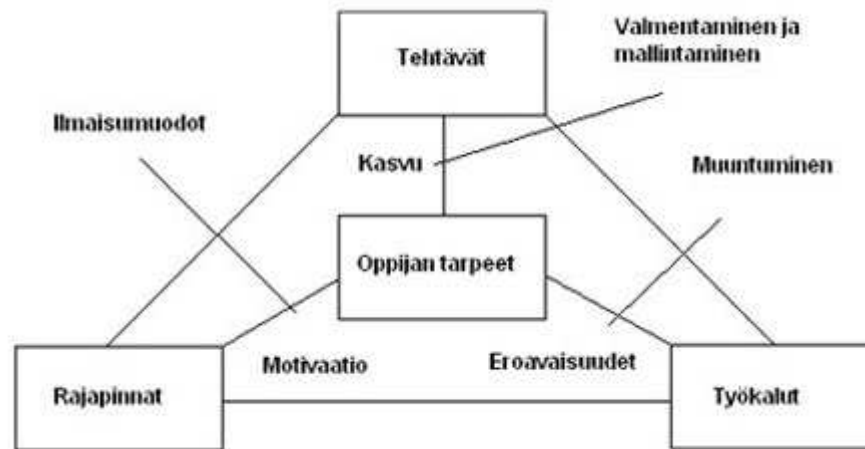 Valmentaminen ja
mallintaminen
Tehtävät
Ilmaisumuodot
Kasvu
Muuntuminen
Oppijan tarpeet
Motivaatio
Eroavaisuudet
Rajapinnat
Työkalut